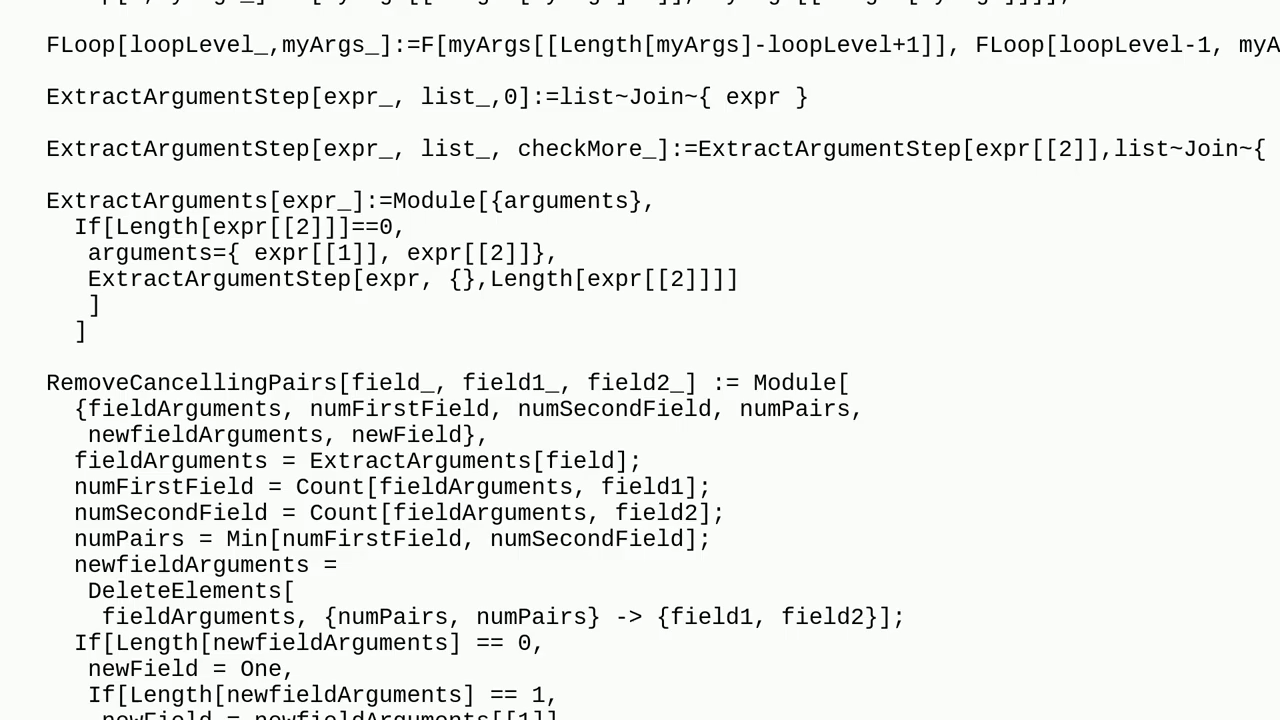 FLoop[loopLevel_,myArgs_]:=F[myArgs[[Length[myArgs]-loopLevel+1]], FLoop[loopLevel-1, myA
ExtractArgumentStep[expr_, list_,0]:=list~Join~{ expr }
ExtractArgumentStep[expr_, list_, checkMore_]:=ExtractArgumentStep[expr[[2]],list~Join~{
ExtractArguments[expr_]:=Module[{arguments},
If[Length[expr[[2]]]==0,
arguments={ expr[[1]], expr[[2]]},
ExtractArgumentStep[expr, {},Length[expr[[2]]]]
]
]
RemoveCancellingPairs[field_, field1_, field2_] := Module[
{fieldArguments, numFirstField, numSecondField, numPairs,
newfieldArguments, newField},
fieldArguments = ExtractArguments[field];
numFirstField = Count[fieldArguments, field1];
numSecondField = Count[fieldArguments, field2];
numPairs = Min[numFirstField, numSecondField];
newfieldArguments =
DeleteElements[
fieldArguments, {numPairs, numPairs} -> {field1, field2}];
If[Length[newfieldArguments] == 0,
newField = One,
If[Length[newfieldArguments] == 1,
newField = newfieldArguments[[1]]